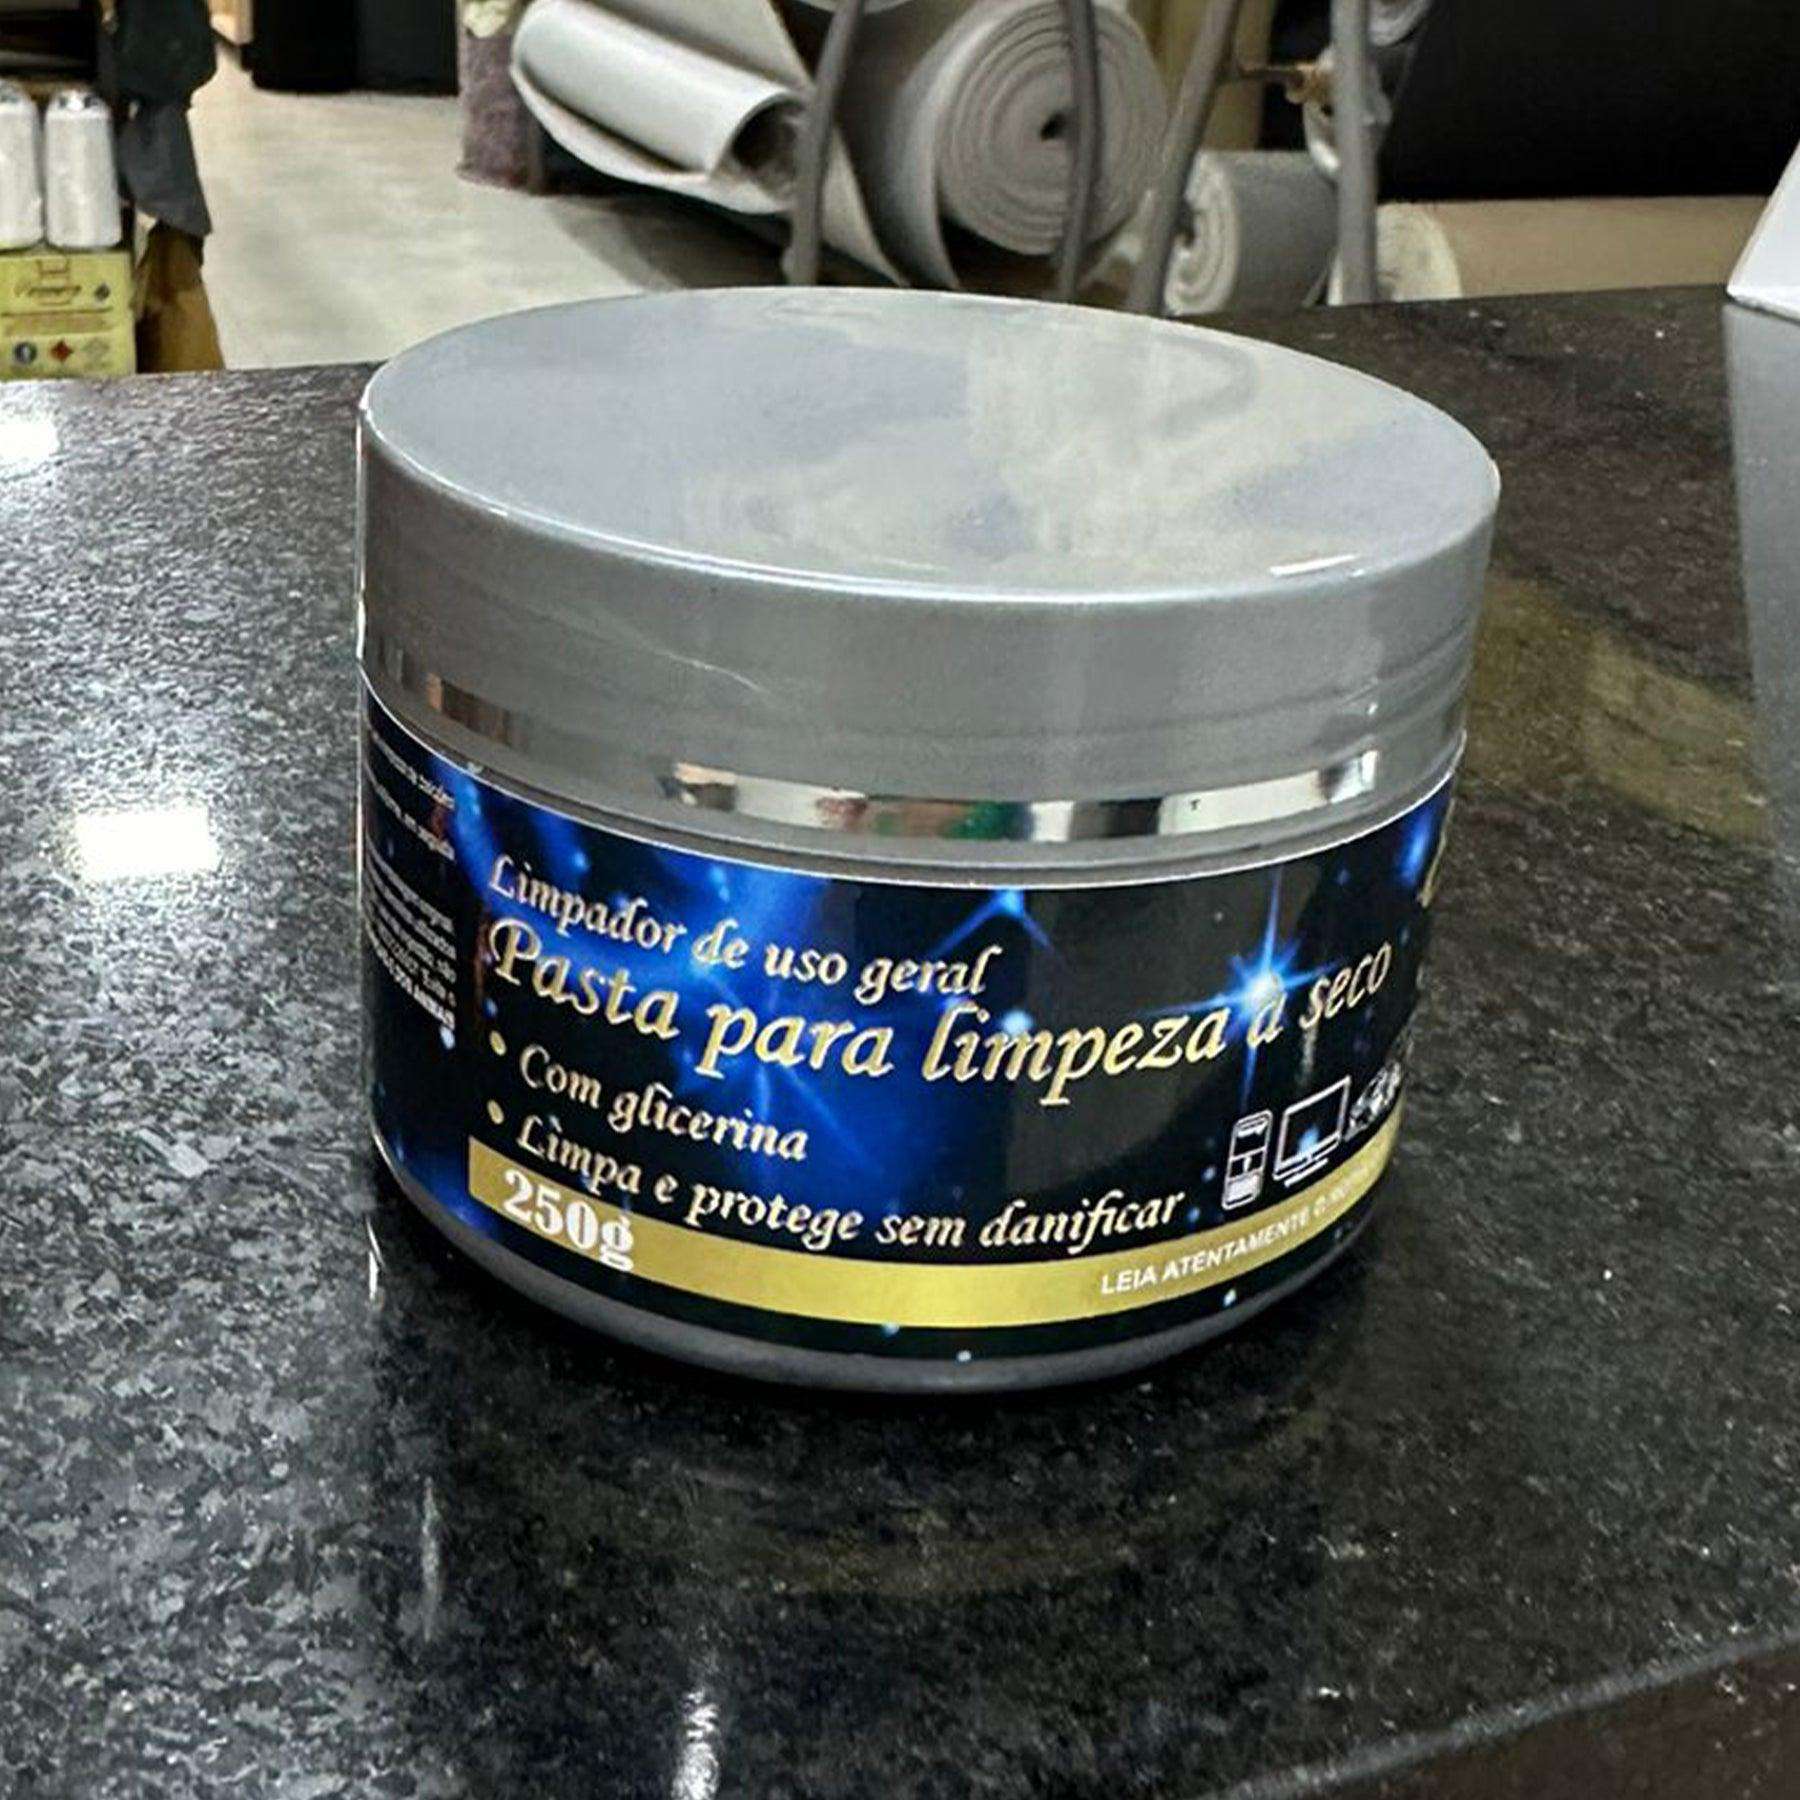 Limpador de uso geral
Pasta para limpeza à seco
• Com glicerina
• Limpa e protege sem danificar
250g
LEIA ATENTAMENTE O